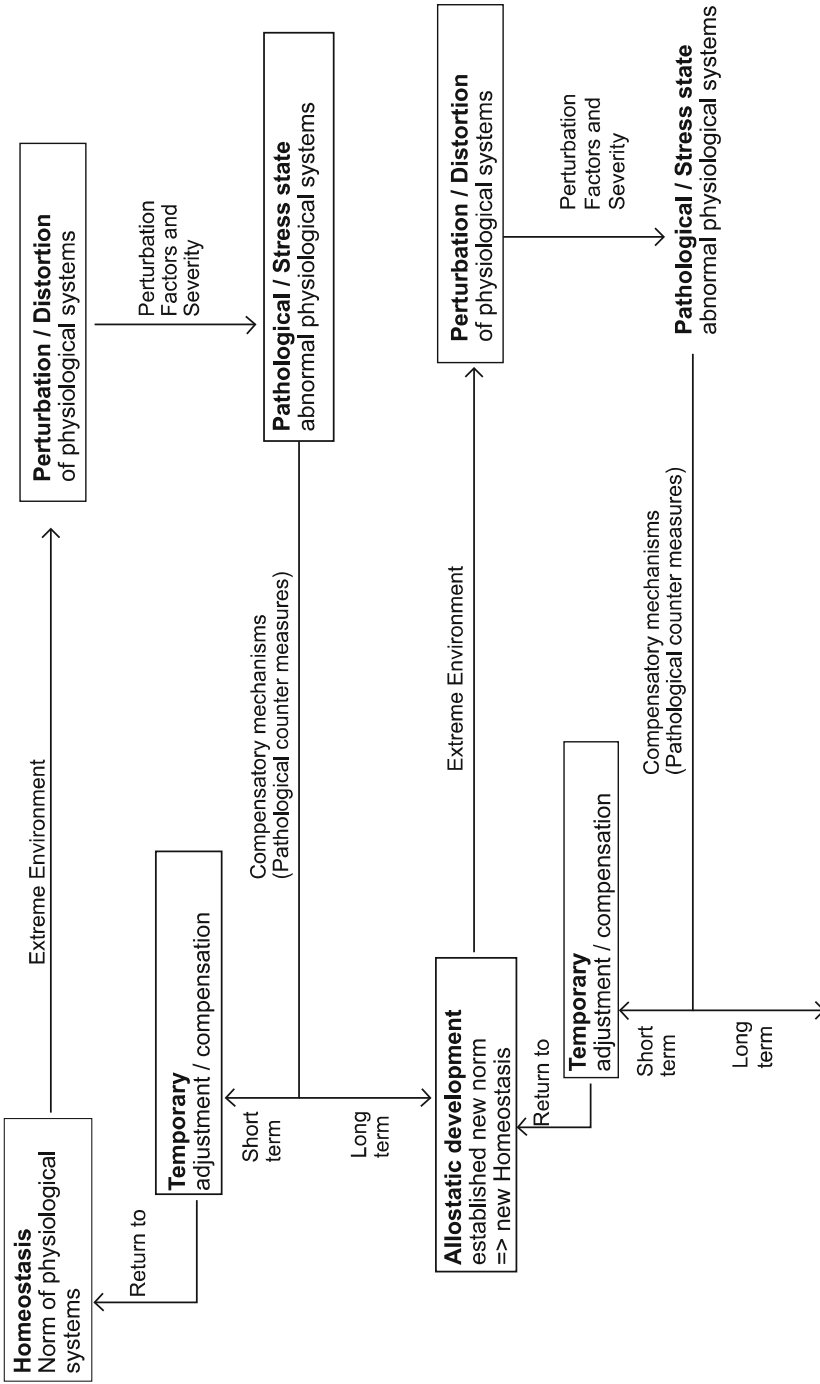 Homeostasis
Norm of physiological
systems
Extreme Environment
Perturbation / Distortion
of physiological systems
Perturbation
Factors and
Severity
Pathological / Stress state
abnormal physiological systems
Compensatory mechanisms
(Pathological counter measures)
Short
term
Temporary
adjustment / compensation
Return to
Long
term
Allostatic development
established new norm
=> new Homeostasis
Extreme Environment
Perturbation / Distortion
of physiological systems
Perturbation
Factors and
Severity
Pathological / Stress state
abnormal physiological systems
Compensatory mechanisms
(Pathological counter measures)
Short
term
Temporary
adjustment / compensation
Return to
Long
term